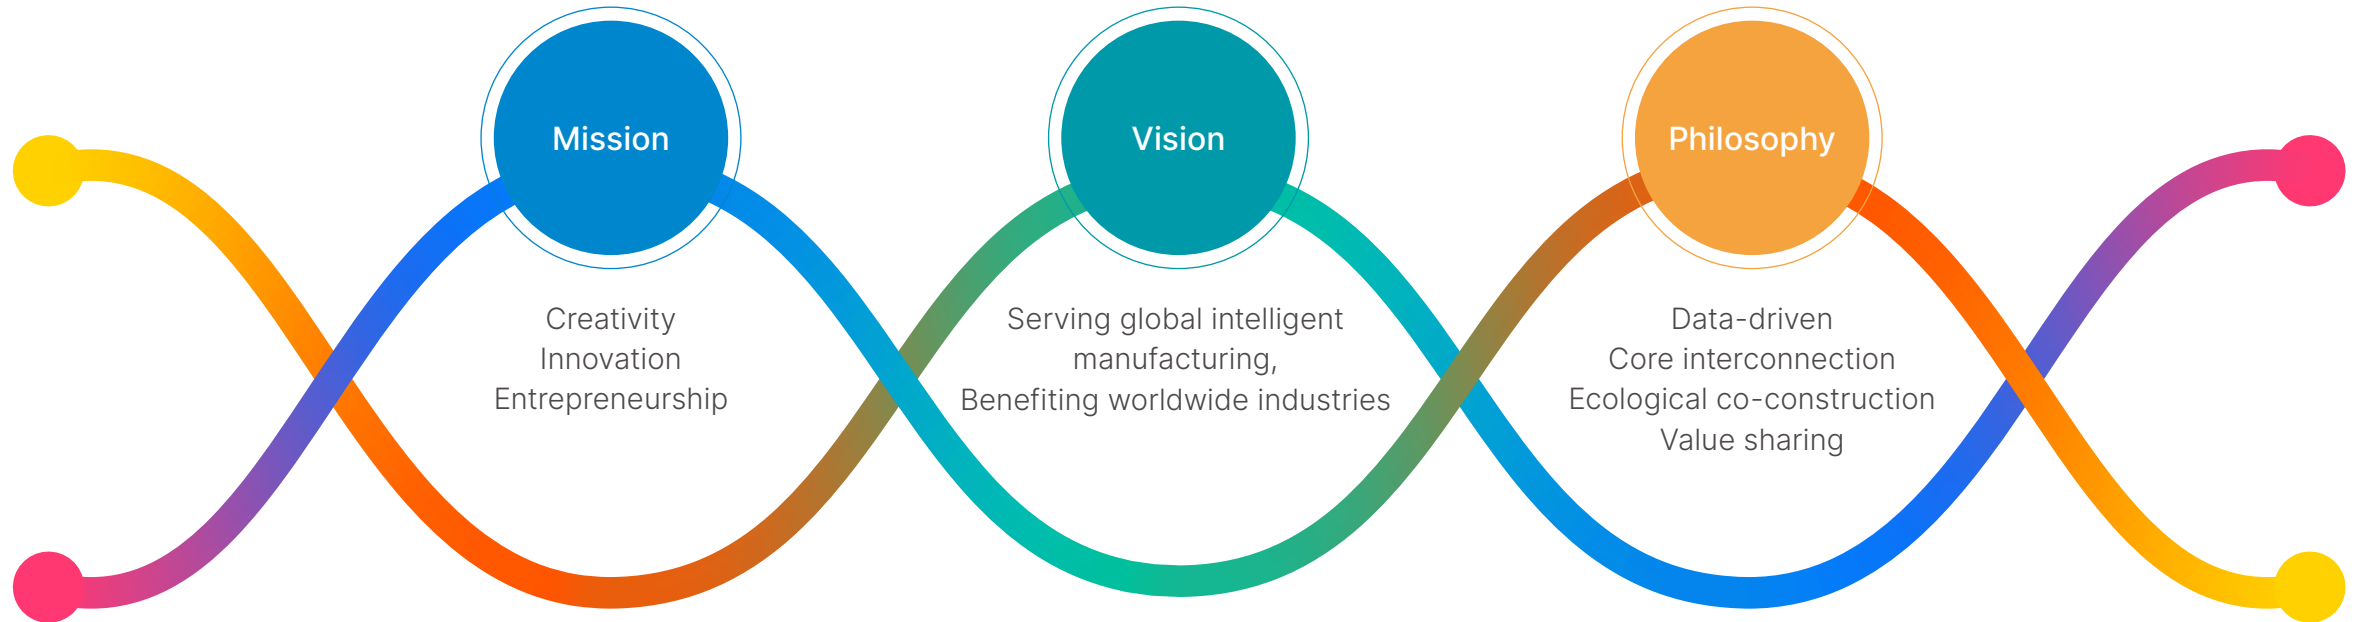 Mission
Creativity
Innovation
Entrepreneurship
Vision
Serving global intelligent
manufacturing,
Benefiting worldwide industries
Philosophy
Data-driven
Core interconnection
Ecological co-construction
Value sharing